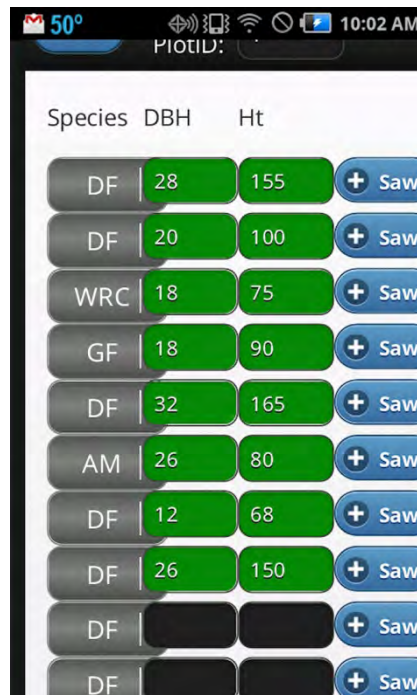 50° 10:02 AM
PlotID:
Species DBH Ht
DF 28 155 Saw
DF 20 100 Saw
WRC 18 75 Saw
GF 18 90 Saw
DF 32 165 Saw
AM 26 80 Saw
DF 12 68 Saw
DF 26 150 Saw
DF Saw
DF Saw